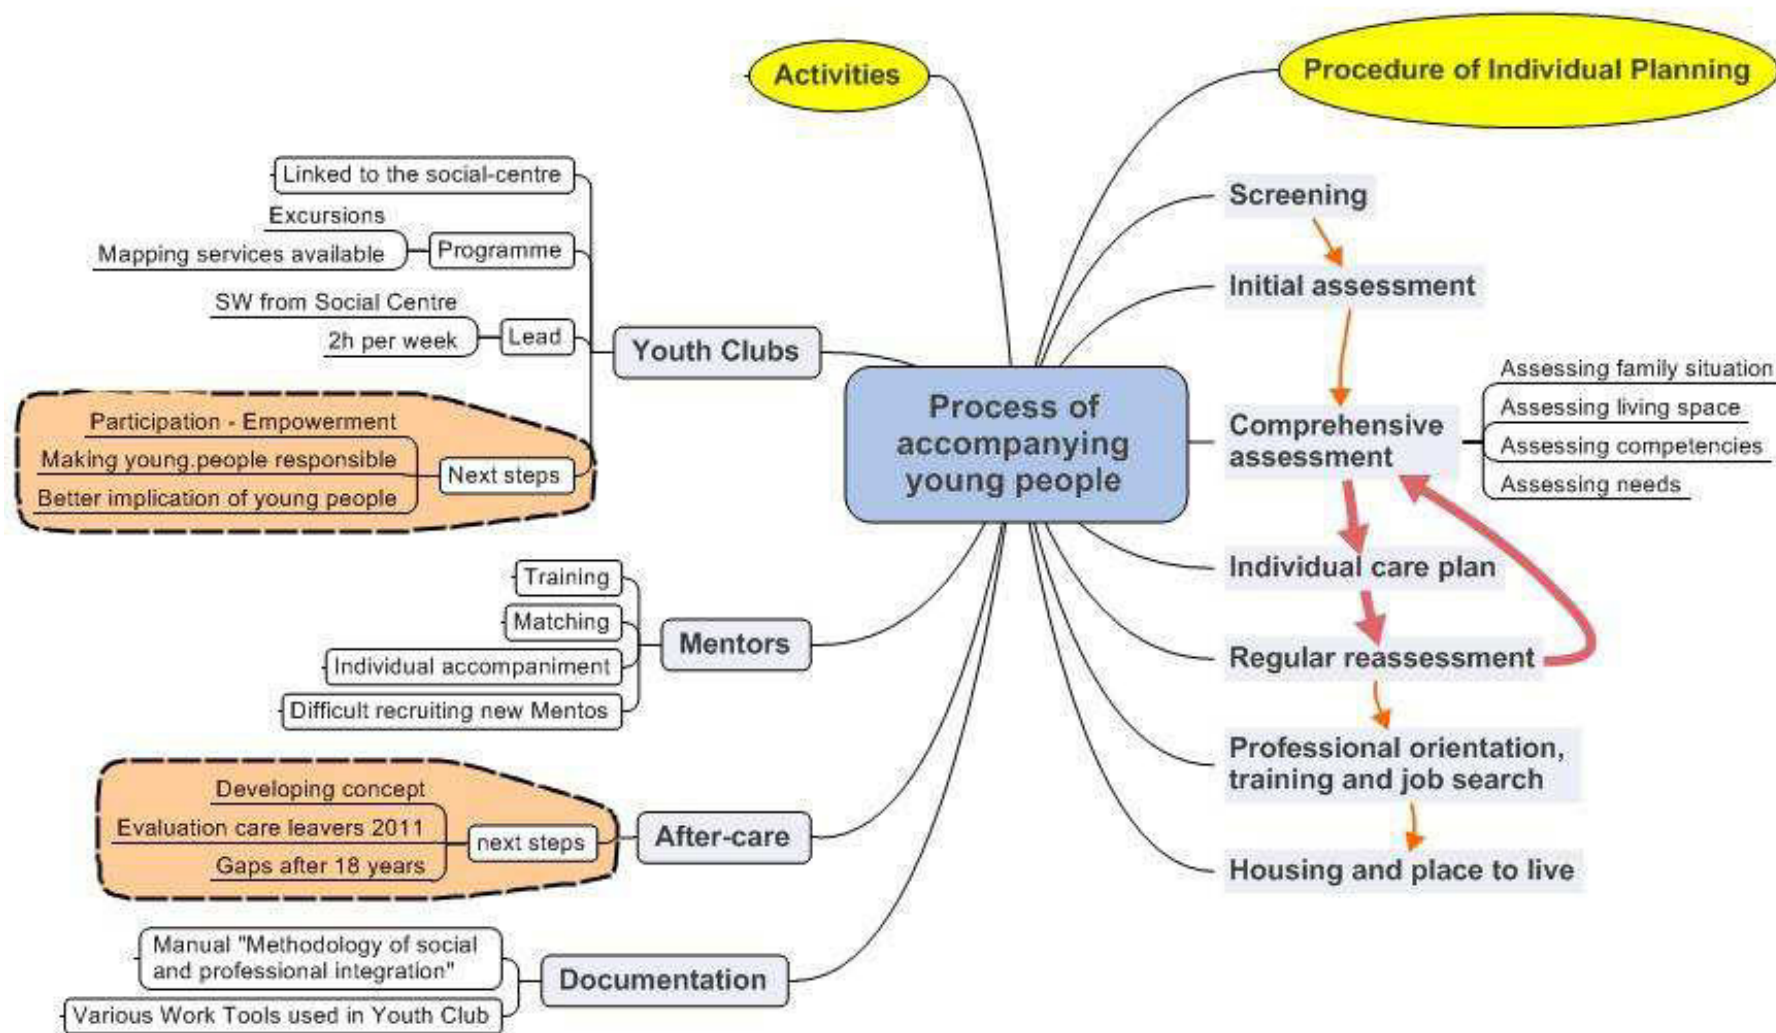 Activities
Procedure of Individual Planning
Linked to the social-centre
Excursions
Mapping services available
Programme
SW from Social Centre
2h per week
Lead
Youth Clubs
Participation - Empowerment
Making young.people responsible
Better implication of young people
Next steps
Training
Matching
Individual accompaniment
Difficult recruiting new Mentos
Mentors
Developing concept
Evaluation care leavers 2011
Gaps after 18 years
next steps
After-care
Manual "Methodology of social
and professional integration"
Various Work Tools used in Youth Club
Documentation
Process of
accompanying
young people
Screening
Initial assessment
Comprehensive
assessment
Assessing family situation
Assessing living space
Assessing competencies
Assessing needs
Individual care plan
Regular reassessment
Professional orientation,
training and job search
Housing and place to live